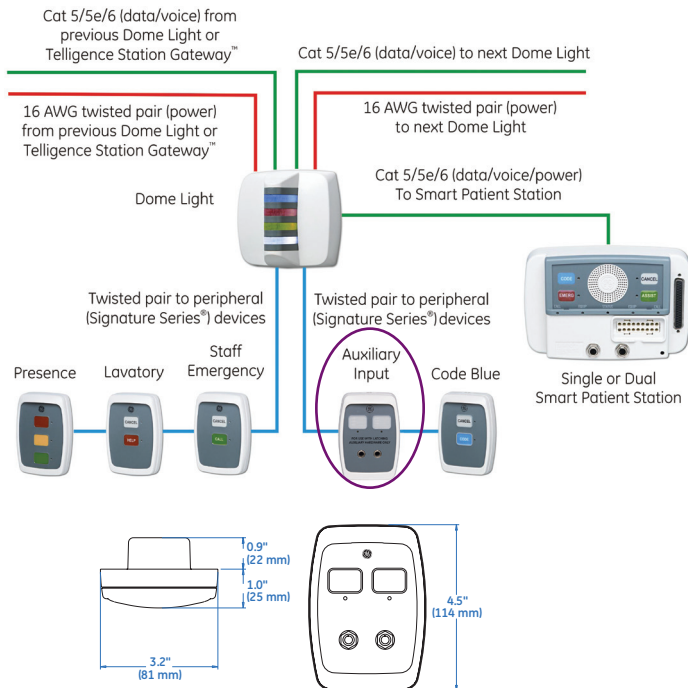 Cat 5/5e/6 (data/voice) from
previous Dome Light or
Telligence Station Gateway™
Cat 5/5e/6 (data/voice) to next Dome Light
16 AWG twisted pair (power)
from previous Dome Light or
Telligence Station Gateway™
16 AWG twisted pair (power)
to next Dome Light
Cat 5/5e/6 (data/voice/power)
To Smart Patient Station
Dome Light
CODE
CANCEL
EMERG
ASSIST
Twisted pair to peripheral
(Signature Series®) devices
Twisted pair to peripheral
(Signature Series®) devices
Single or Dual
Smart Patient Station
Presence
Lavatory
Staff
Emergency
Auxiliary
Input
Code Blue
CANCEL
HELP
CANCEL
CALL
CANCEL
CODE
0.9"
(22 mm)
1.0"
(25 mm)
3.2"
(81 mm)
4.5"
(114 mm)